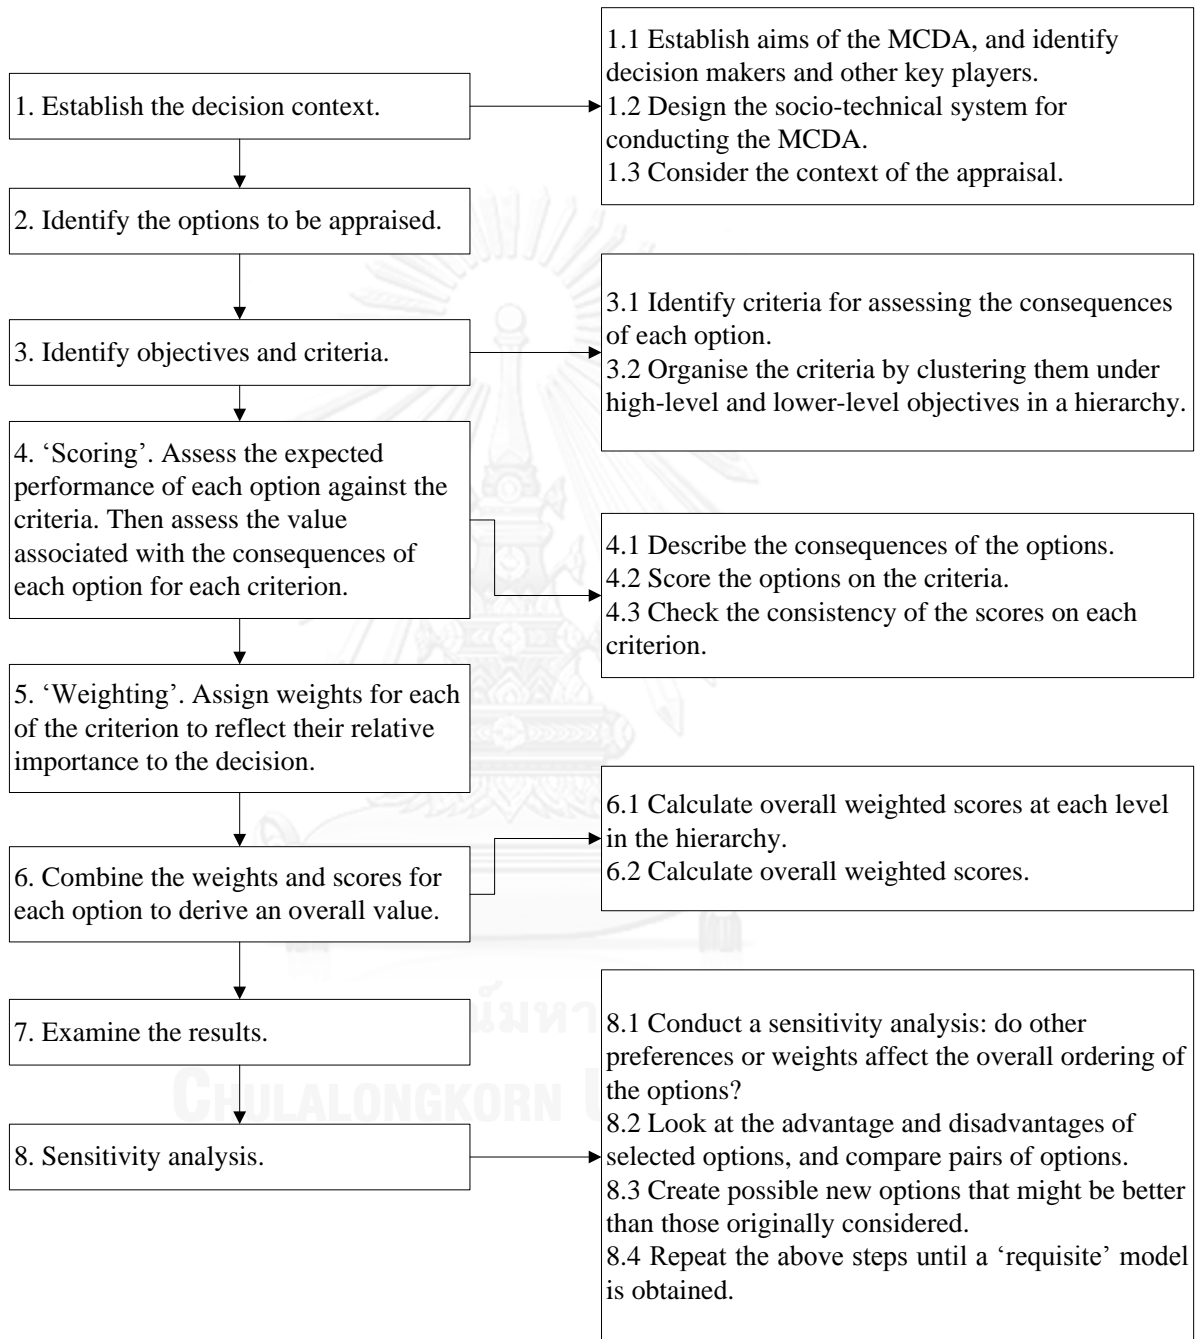 1. Establish the decision context.
1.1 Establish aims of the MCDA, and identify
decision makers and other key players.
1.2 Design the socio-technical system for
conducting the MCDA.
1.3 Consider the context of the appraisal.
2. Identify the options to be appraised.
3. Identify objectives and criteria.
3.1 Identify criteria for assessing the consequences
of each option.
3.2 Organise the criteria by clustering them under
high-level and lower-level objectives in a hierarchy.
4. ‘Scoring’. Assess the expected
performance of each option against the
criteria. Then assess the value
associated with the consequences of
each option for each criterion.
4.1 Describe the consequences of the options.
4.2 Score the options on the criteria.
4.3 Check the consistency of the scores on each
criterion.
5. ‘Weighting’. Assign weights for each
of the criterion to reflect their relative
importance to the decision.
6. Combine the weights and scores for
each option to derive an overall value.
6.1 Calculate overall weighted scores at each level
in the hierarchy.
6.2 Calculate overall weighted scores.
7. Examine the results.
8. Sensitivity analysis.
8.1 Conduct a sensitivity analysis: do other
preferences or weights affect the overall ordering of
the options?
8.2 Look at the advantage and disadvantages of
selected options, and compare pairs of options.
8.3 Create possible new options that might be better
than those originally considered.
8.4 Repeat the above steps until a ‘requisite’ model
is obtained.
CHULALONGKORN